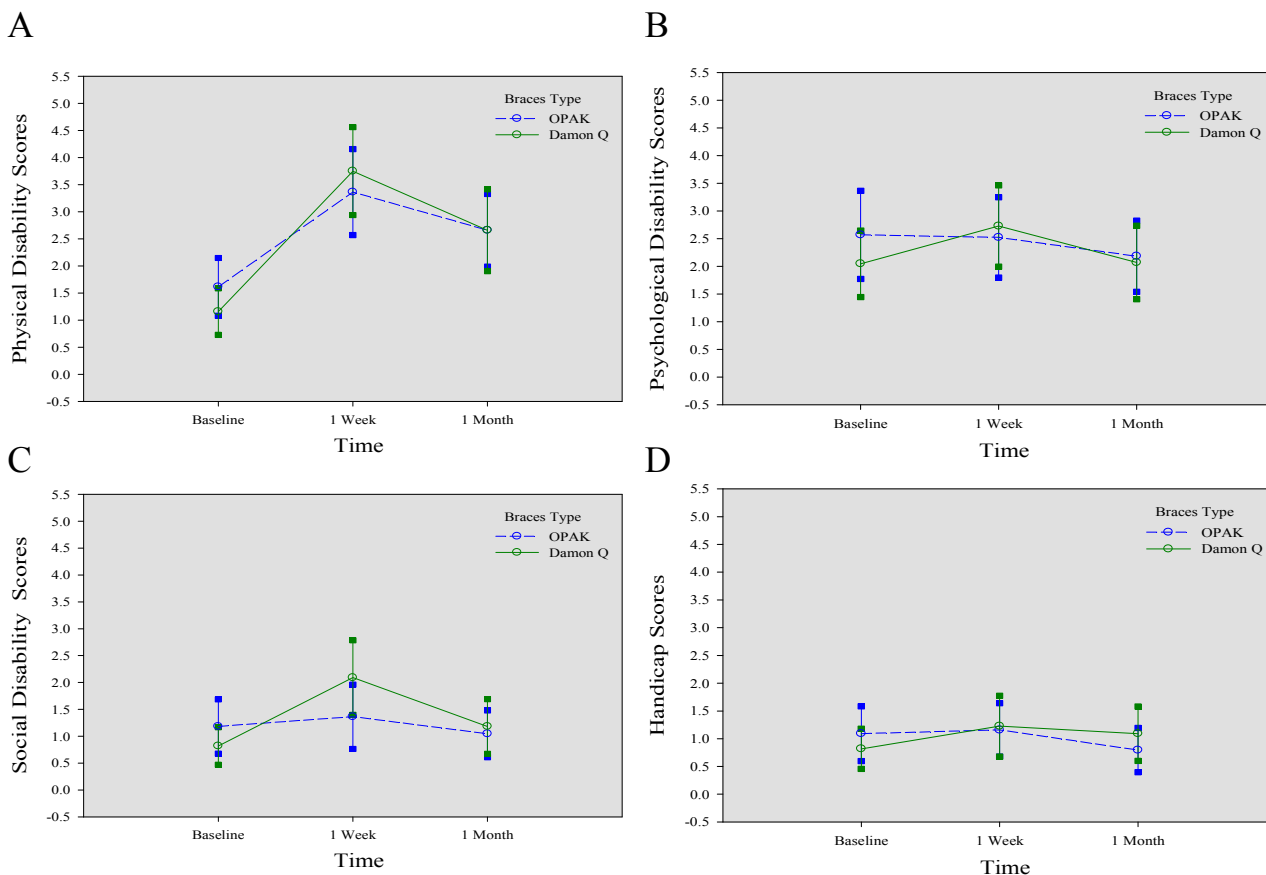 A
Physical Disability Scores
5.5
5.0
4.5
4.0
3.5
3.0
2.5
2.0
1.5
1.0
0.5
0.0
-0.5
Braces Type
OPAK
Damon Q
Baseline
1 Week
1 Month
Time
B
Psychological Disability Scores
5.5
5.0
4.5
4.0
3.5
3.0
2.5
2.0
1.5
1.0
0.5
0.0
-0.5
Braces Type
OPAK
Damon Q
Baseline
1 Week
1 Month
Time
C
Social Disability Scores
5.5
5.0
4.5
4.0
3.5
3.0
2.5
2.0
1.5
1.0
0.5
0.0
-0.5
Braces Type
OPAK
Damon Q
Baseline
1 Week
1 Month
Time
D
Handicap Scores
5.5
5.0
4.5
4.0
3.5
3.0
2.5
2.0
1.5
1.0
0.5
0.0
-0.5
Braces Type
OPAK
Damon Q
Baseline
1 Week
1 Month
Time